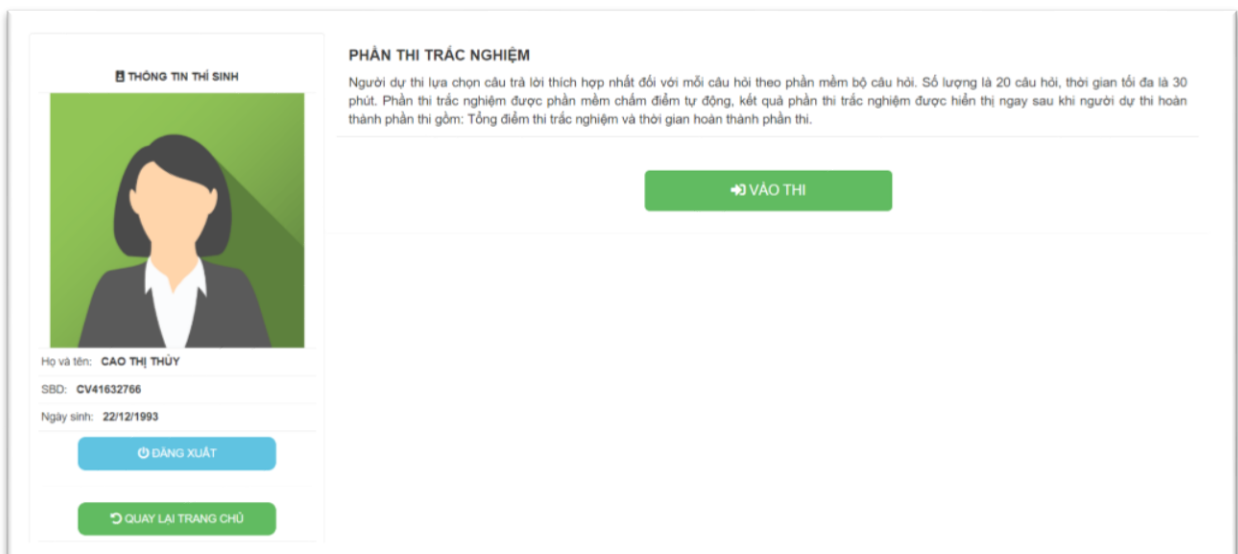 THÔNG TIN THÍ SINH
Họ và tên: CAO THỊ THỦY
SBD: CV41632766
Ngày sinh: 22/12/1993
ĐĂNG XUẤT
QUAY LẠI TRANG CHỦ
PHẦN THI TRẮC NGHIỆM
Người dự thi lựa chọn câu trả lời thích hợp nhất đối với mỗi câu hỏi theo phần mềm bộ câu hỏi. Số lượng là 20 câu hỏi, thời gian tối đa là 30
phút. Phần thi trắc nghiệm được phần mềm chấm điểm tự động, kết quả phần thi trắc nghiệm được hiển thị ngay sau khi người dự thi hoàn
thành phần thi gồm: Tổng điểm thi trắc nghiệm và thời gian hoàn thành phần thi.
VÀO THI